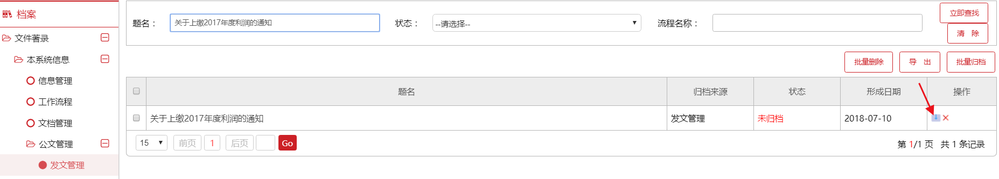 档案
文件著录
本系统信息
信息管理
工作流程
文档管理
公文管理
发文管理
题名： 关于上缴2017年度利润的通知 状态： --请选择-- 流程名称： 立即查找
清 除
批量删除 导 出 批量归档
题名 归档来源 状态 形成日期 操作
关于上缴2017年度利润的通知 发文管理 未归档 2018-07-10
15 前页 1 后页 Go 第 1/1 页 共 1 条记录